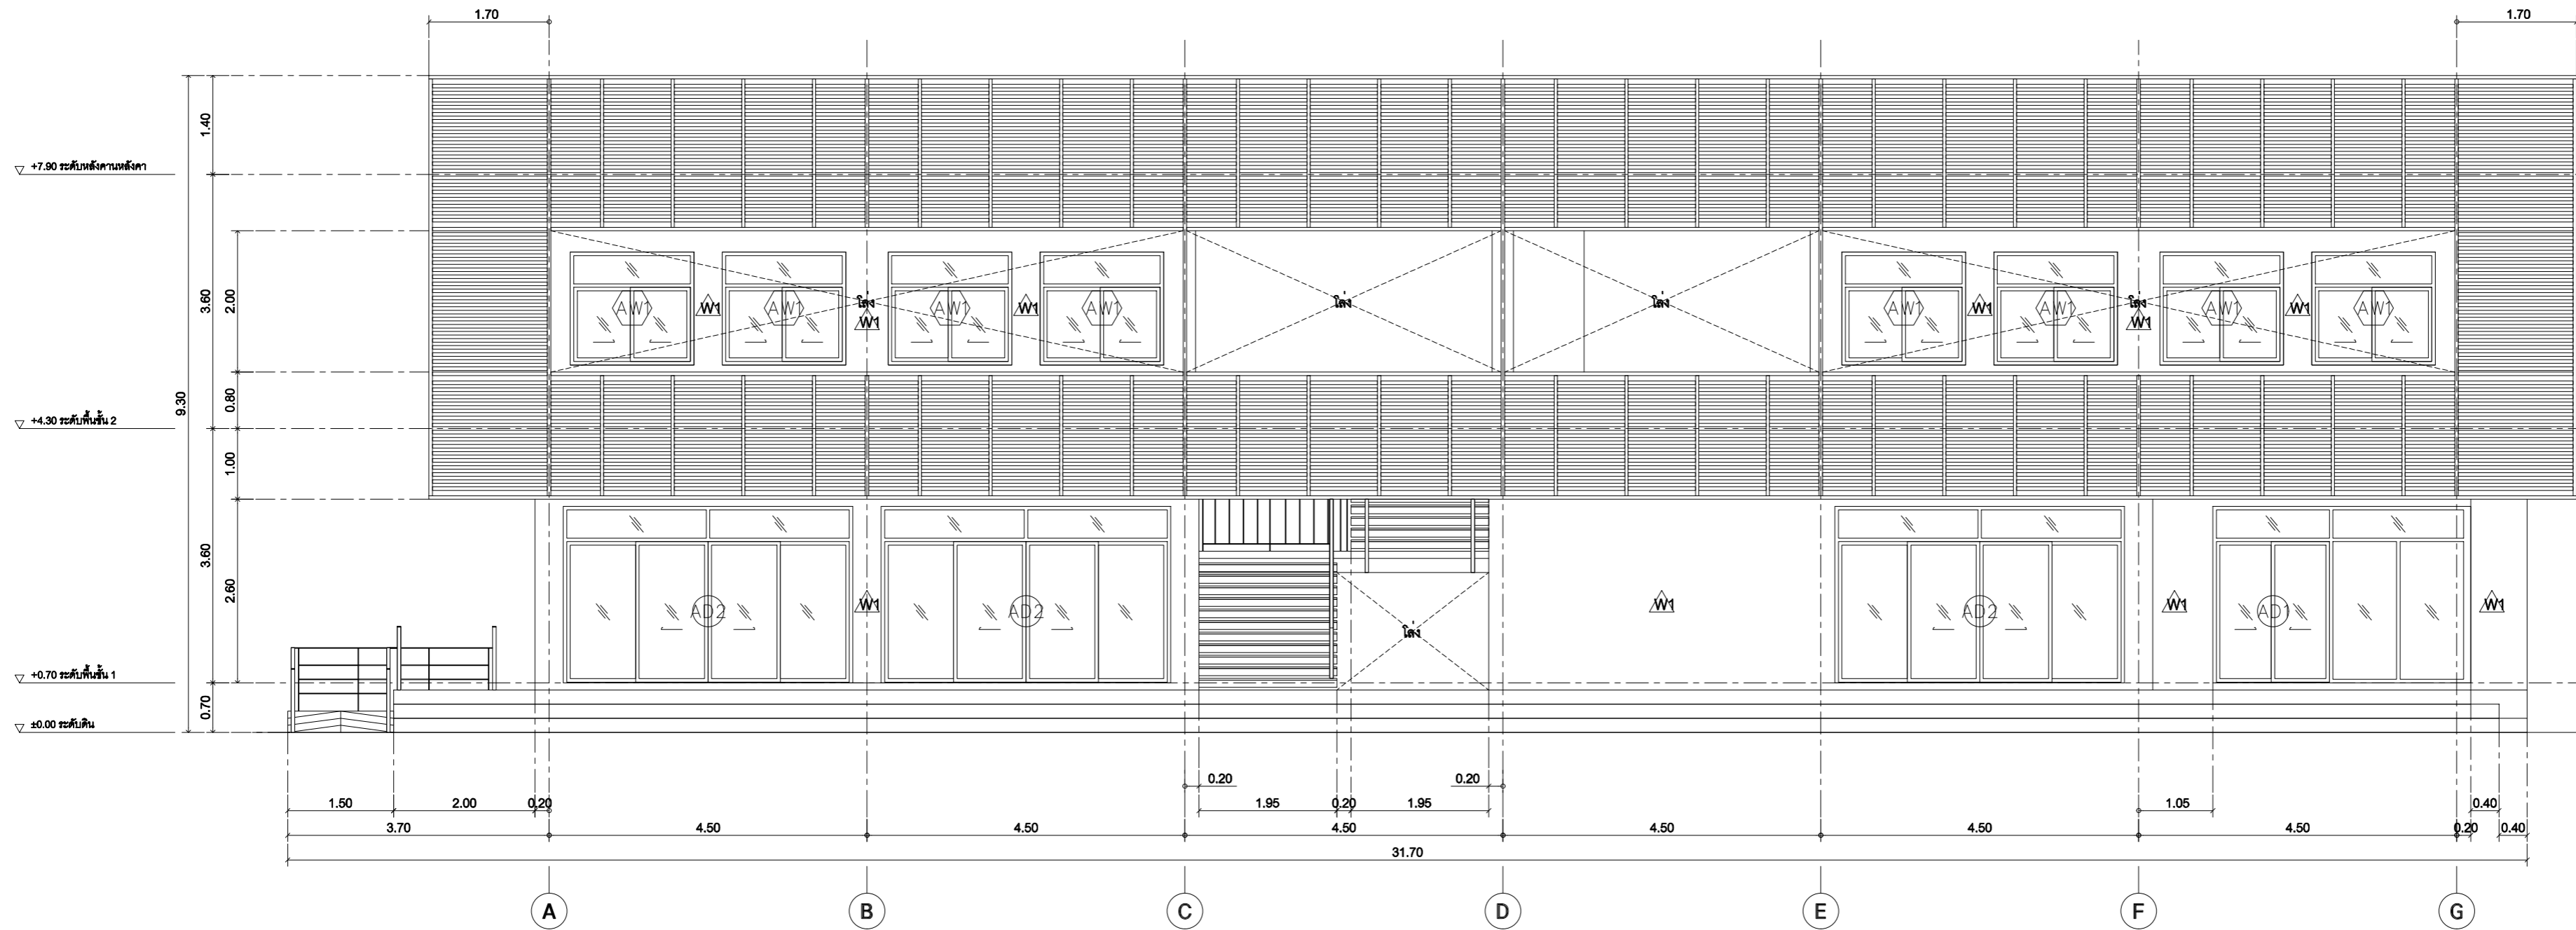 1.70 1.70
1.40
+7.90 ระดับหลังคานหลังคา
3.60 2.00
AW1 W1 AW1 โล่ง W1 AW1 W1 AW1 โล่ง โล่ง AW1 W1 AW1 โล่ง W1 AW1 W1 AW1
9.30
0.80
+4.30 ระดับพื้นชั้น 2
1.00
3.60 2.60
AD2 W1 AD2 โล่ง W1 AD2 W1 AD1 W1
+0.70 ระดับพื้นชั้น 1
0.70
±0.00 ระดับดิน
0.20 0.20
1.50 2.00 0.20 1.95 0.20 1.95 1.05 0.40
3.70 4.50 4.50 4.50 4.50 4.50 4.50 0.20 0.40
31.70
A B C D E F G